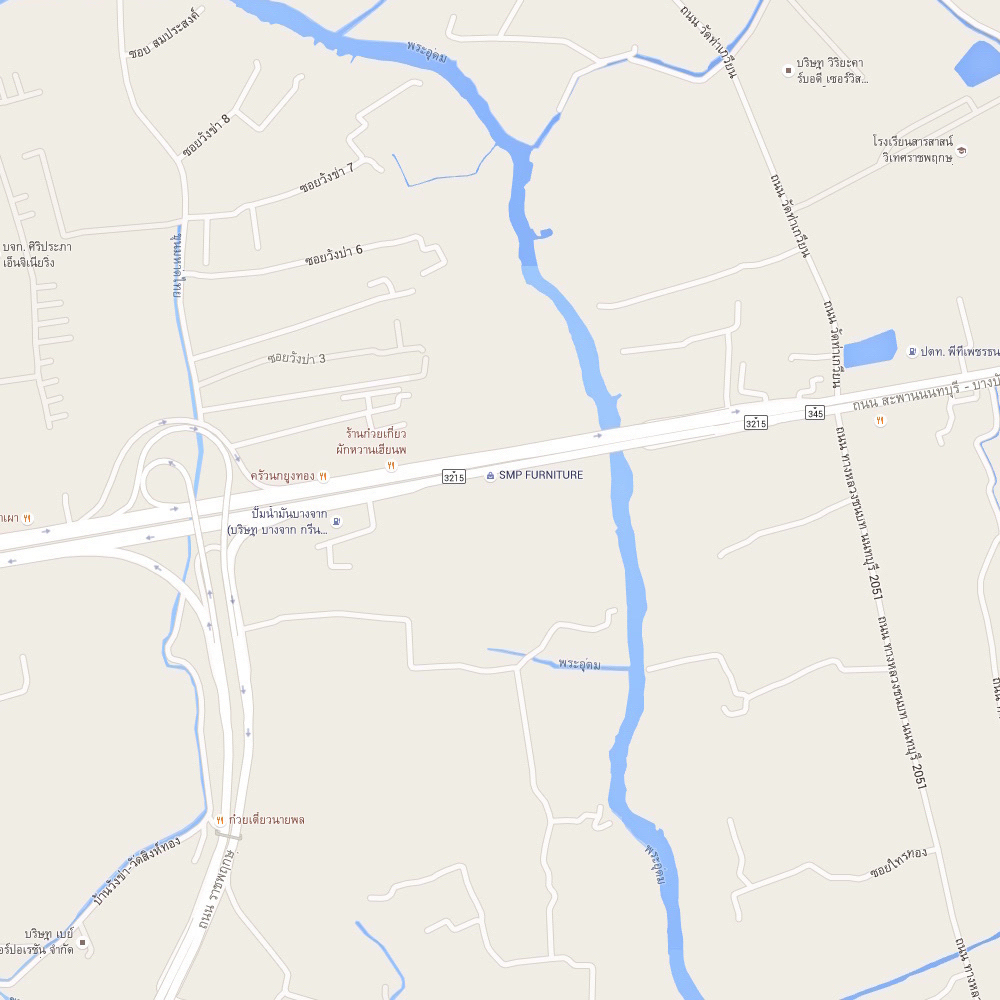 ซอย สมประสงค์
พระอุดม
ถนน วัดท่าเกวียน
บริษัท วิริยะคา
ร์บอดี้ เซอร์วิส...
ซอยวังข่า 8
โรงเรียนสารสาสน์
วิเทศราชพฤกษ์
ซอยวังข่า 7
ถนน วัดท่าเกวียน
บจก. ศิริประภา
เอ็นจิเนียริ่ง
ซอยวังข่า 6
ถนน วัดท่าเกวียน
ซอยวังข่า 3
ปตท. พีทีเพชรธน
ถนน สะพานนนทบุรี - บางบั
345
3215
ร้านก๋วยเตี๋ยว
ผักหวานเฮียนพ
ครัวนกยูงทอง
3215
SMP FURNITURE
ปั๊มน้ำมันบางจาก
(บริษัท บางจาก กรีน...
ถนน ทางหลวงชนบท นนทบุรี 2051
ถนน ทางหลวงชนบท นนทบุรี 2051
พระอุดม
ก๋วยเตี๋ยวนายพล
บ้านวังข่า-วัดสิงห์ทอง
ถนน ราชพฤกษ์
พระอุดม
ซอยไทรทอง
บริษัท เบย์
อร์ปอเรชั่น จำกัด
ถนน ทางห